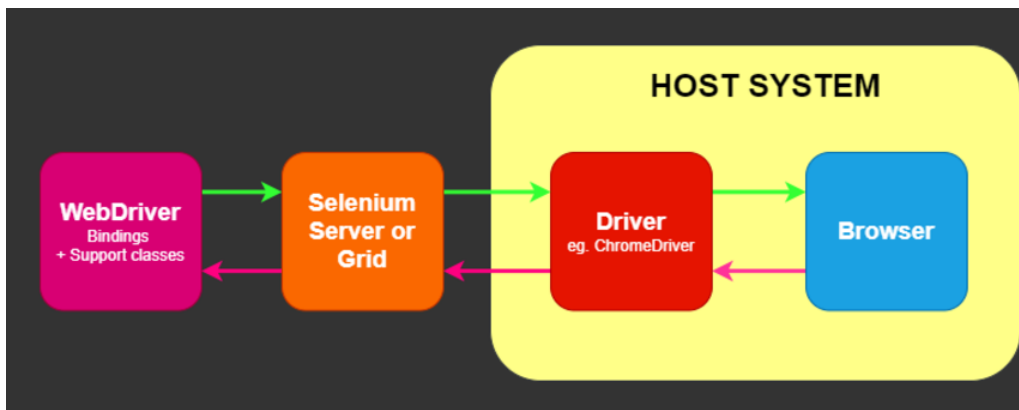 HOST SYSTEM
WebDriver
Bindings
+ Support classes
Selenium
Server or
Grid
Driver
eg. ChromeDriver
Browser